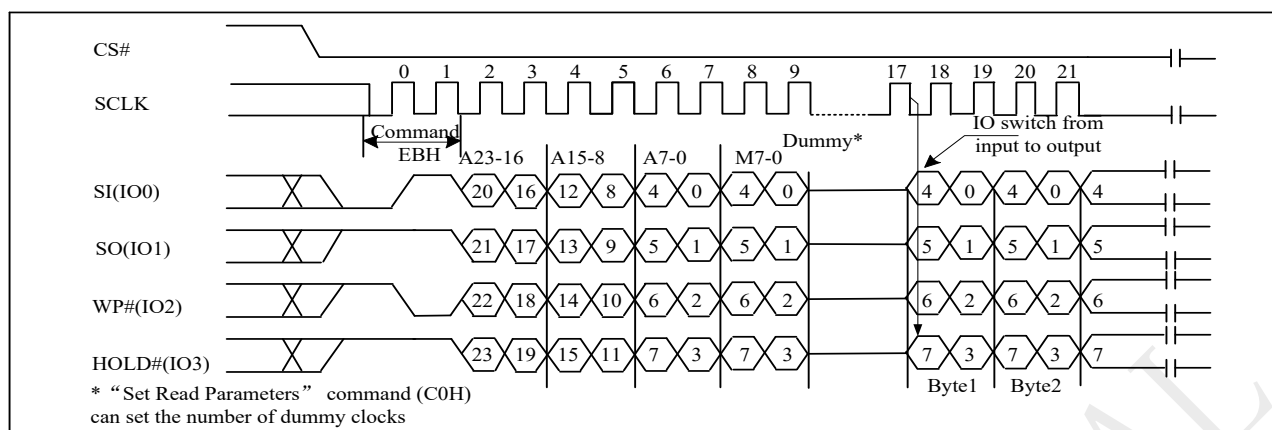 CS#
0 1 2 3 4 5 6 7 8 9 17 18 19 20 21
SCLK
Command
EBH
Dummy*
IO switch from
input to output
A23-16 A15-8 A7-0 M7-0
SI(IO0) 20 16 12 8 4 0 4 0 4 0 4 0 4
SO(IO1) 21 17 13 9 5 1 5 1 5 1 5 1 5
WP#(IO2) 22 18 14 10 6 2 6 2 6 2 6 2 6
HOLD#(IO3) 23 19 15 11 7 3 7 3 7 3 7 3 7
Byte1 Byte2
* “Set Read Parameters” command (C0H)
can set the number of dummy clocks